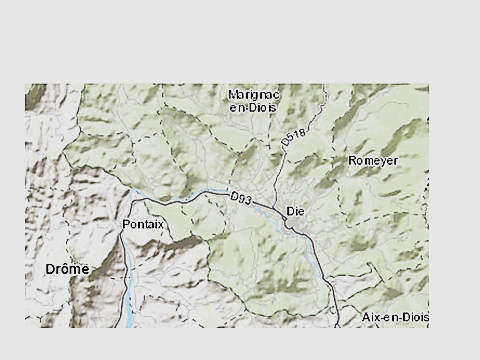 Marignac
en-Diois
D518
Romeyer
D93
Die
Pontaix
Drôme
Aix-en-Diois